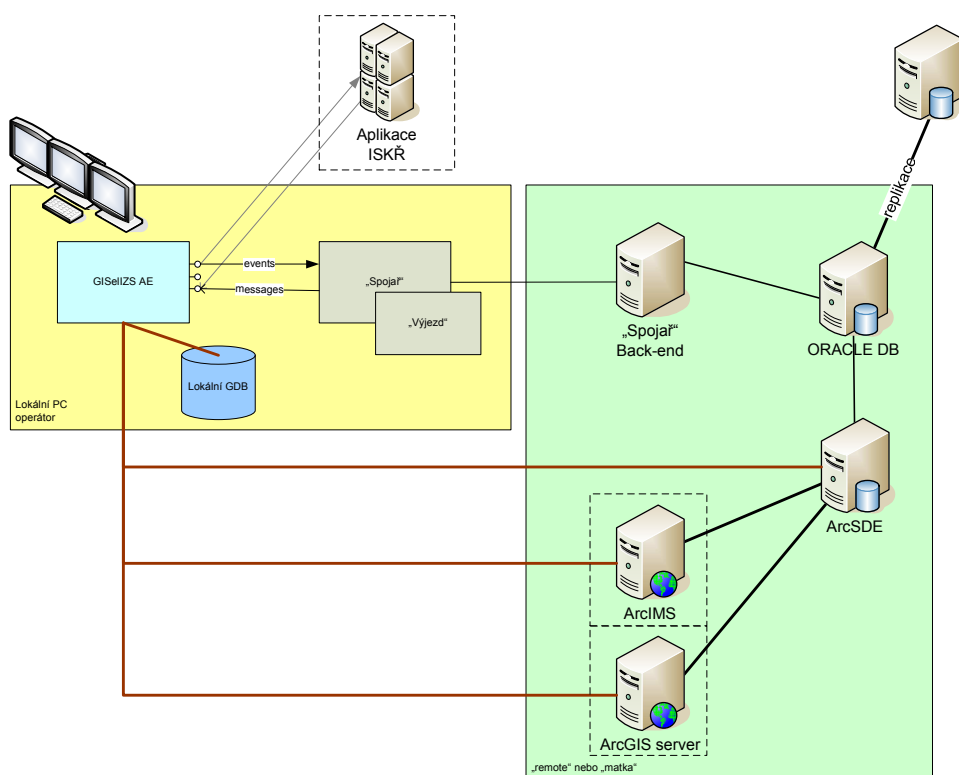 Aplikace
ISKŘ
replikace
GISelIZS AE
events
messages
„Spojař"
„Výjezd"
„Spojař"
Back-end
ORACLE DB
Lokální GDB
Lokální PC
operátor
ArcSDE
ArcIMS
ArcGIS server
„remote" nebo „matka"